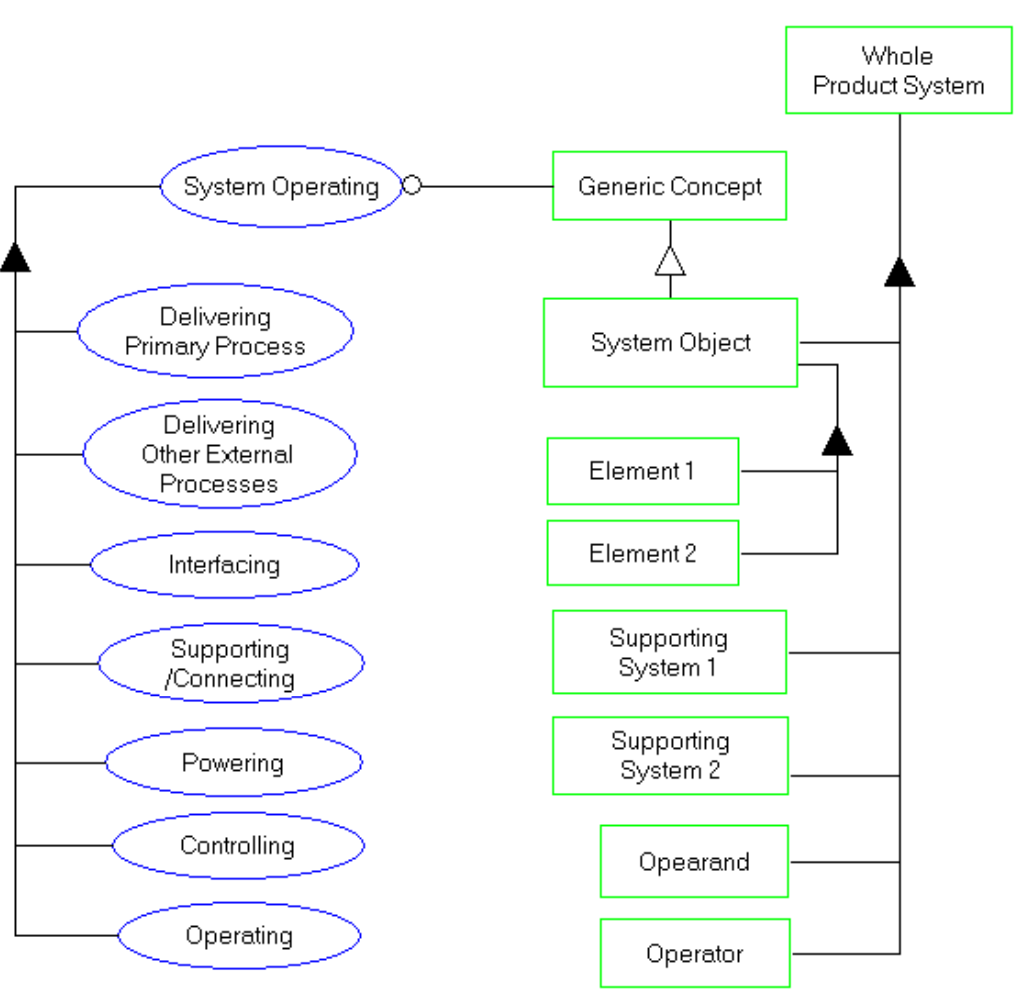 Whole
Product System
System Operating
Generic Concept
Delivering
Primary Process
System Object
Delivering
Other External
Processes
Element 1
Element 2
Interfacing
Supporting
/Connecting
Supporting
System 1
Powering
Supporting
System 2
Controlling
Opearand
Operating
Operator